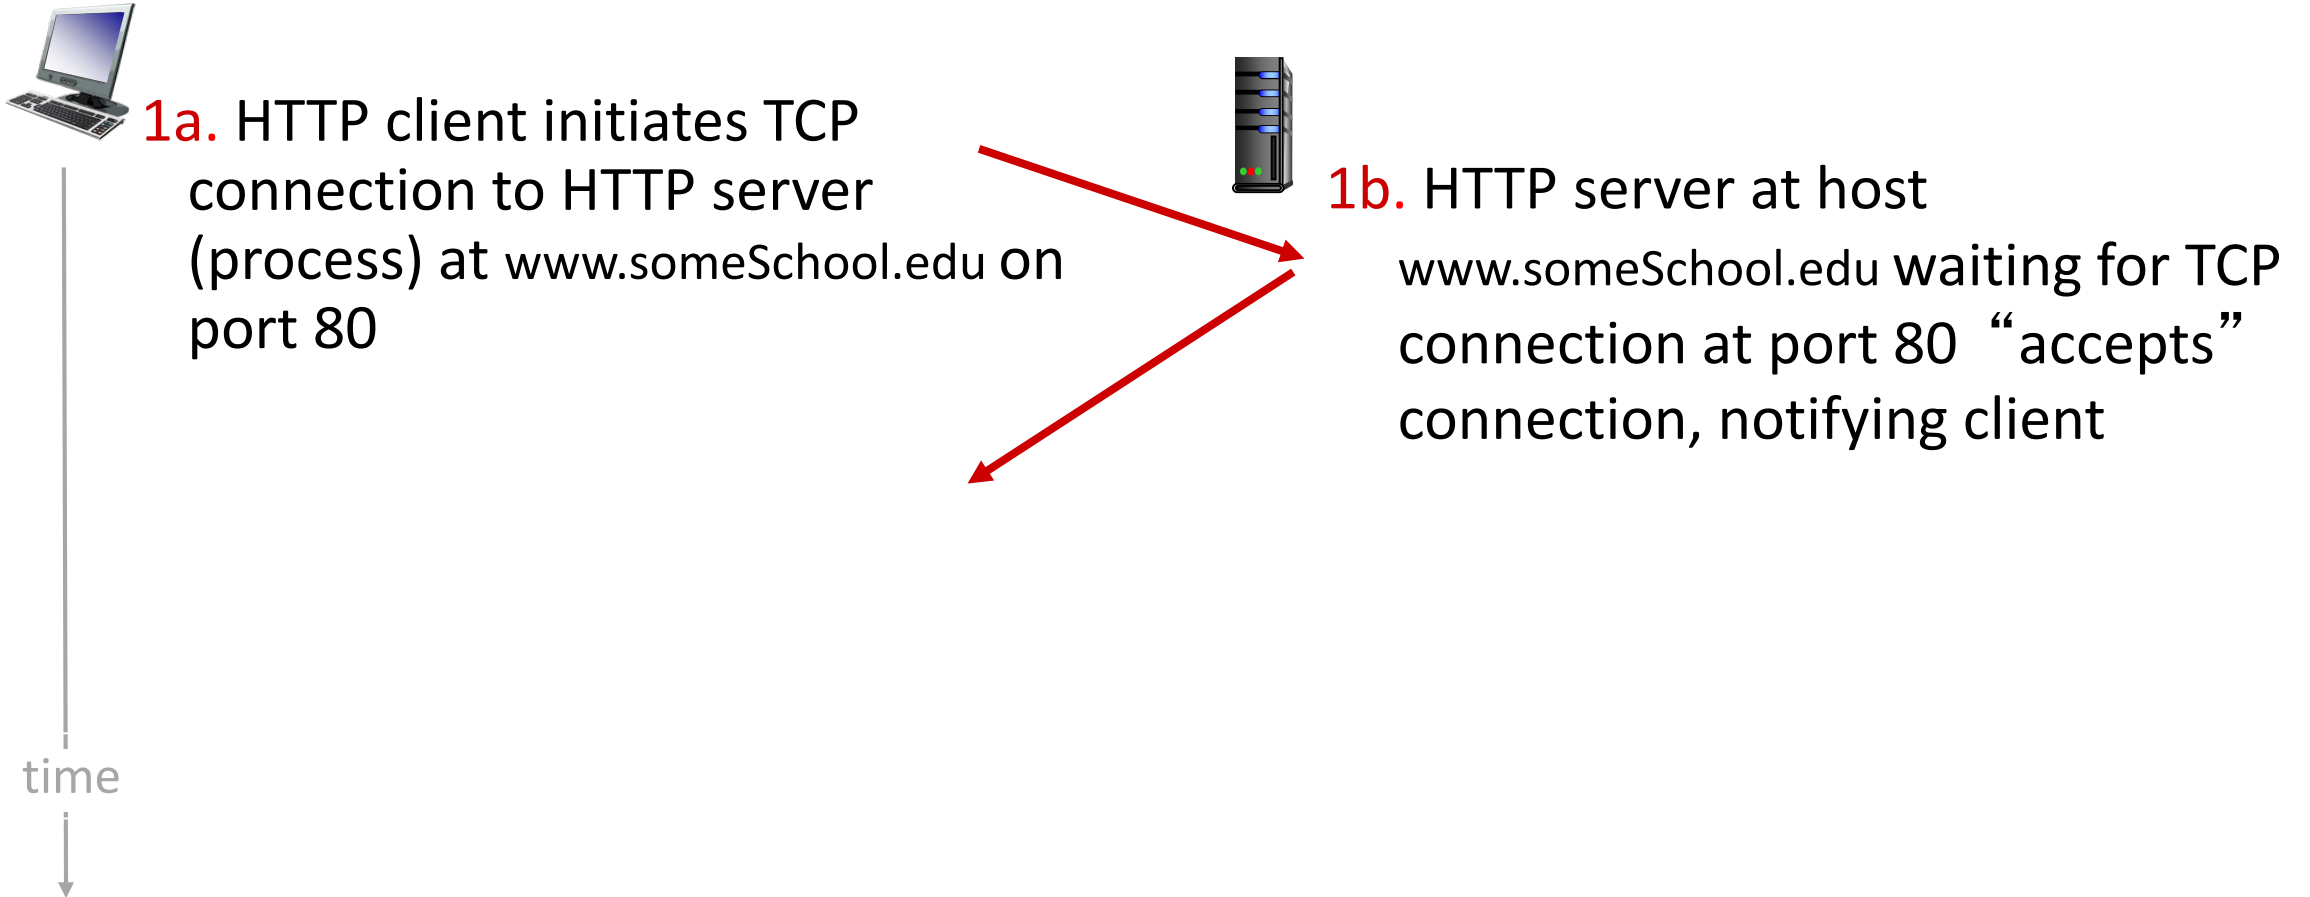 1a. HTTP client initiates TCP
connection to HTTP server
(process) at www.someSchool.edu on
port 80
1b. HTTP server at host
www.someSchool.edu waiting for TCP
connection at port 80 “accepts”
connection, notifying client
time